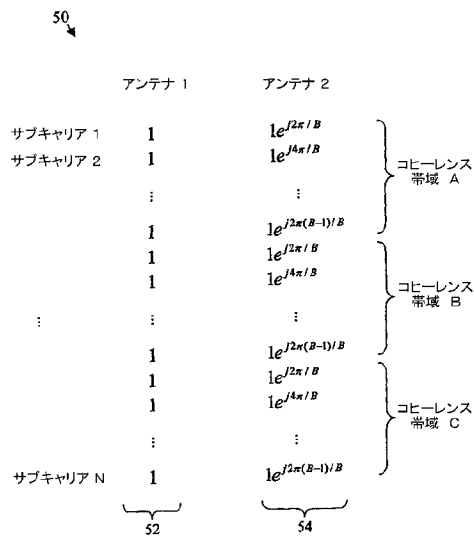 50
アンテナ 1 アンテナ 2
サブキャリア 1 1 1e^{j2π/B}
サブキャリア 2 1 1e^{j4π/B}
⋮ ⋮
1 1e^{j2π(B-1)/B}
コヒーレンス
帯域 A
1 1e^{j2π/B}
1 1e^{j4π/B}
⋮ ⋮ ⋮
1 1e^{j2π(B-1)/B}
コヒーレンス
帯域 B
1 1e^{j2π/B}
1 1e^{j4π/B}
⋮ ⋮
サブキャリア N 1 1e^{j2π(B-1)/B}
コヒーレンス
帯域 C
52 54